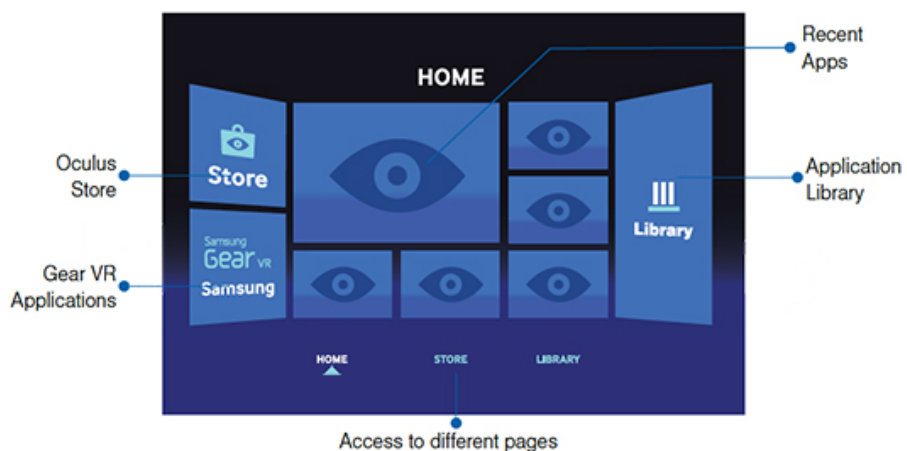 Recent
Apps
HOME
Store
Oculus
Store
Application
Library
Library
Samsung
Gear VR
Samsung
Gear VR
Applications
HOME
STORE
LIBRARY
Access to different pages